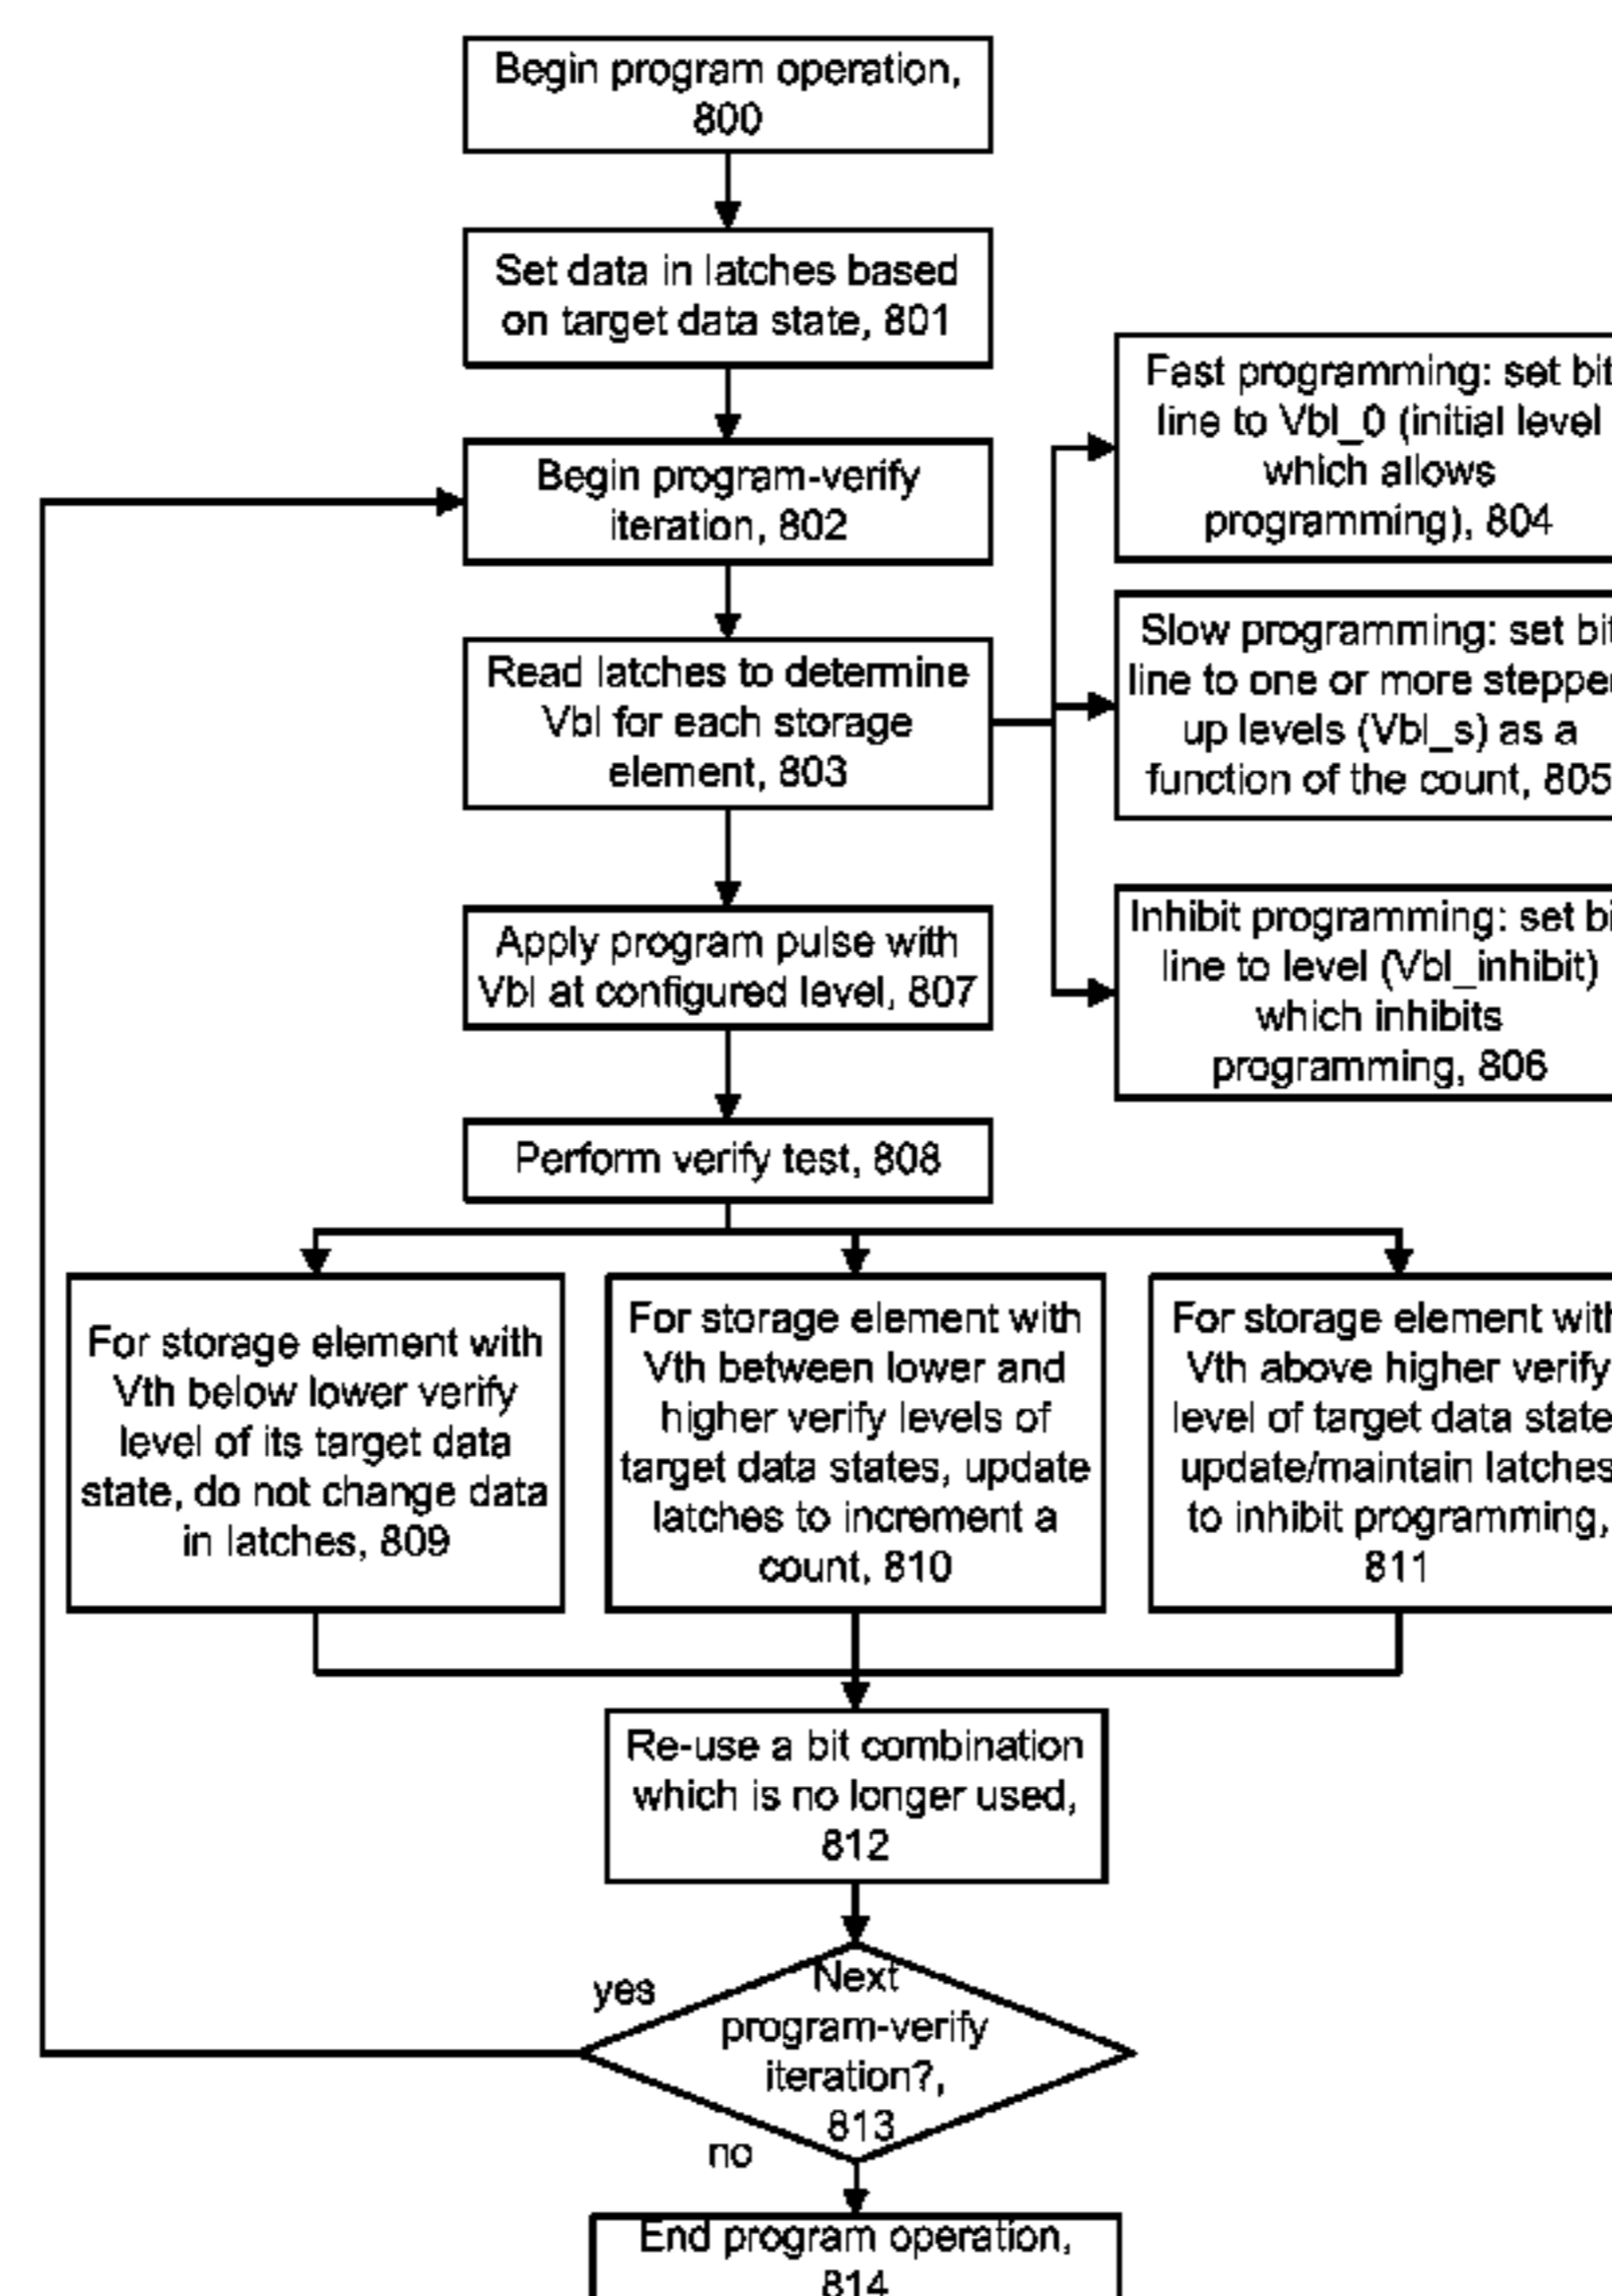 Begin program operation,
800
Set data in latches based
on target data state, 801
Begin program-verify
iteration, 802
Read latches to determine
Vbl for each storage
element, 803
Fast programming: set bit
line to Vbl_0 (initial level
which allows
programming), 804
Slow programming: set bit
line to one or more stepped
up levels (Vbl_s) as a
function of the count, 805
Inhibit programming: set bit
line to level (Vbl_inhibit)
which inhibits
programming, 806
Apply program pulse with
Vbl at configured level, 807
Perform verify test, 808
For storage element with
Vth below lower verify
level of its target data
state, do not change data
in latches, 809
For storage element with
Vth between lower and
higher verify levels of
target data states, update
latches to increment a
count, 810
For storage element with
Vth above higher verify
level of target data state
update/maintain latches
to inhibit programming,
811
Re-use a bit combination
which is no longer used,
812
Next
program-verify
iteration?,
813
yes
no
End program operation,
814